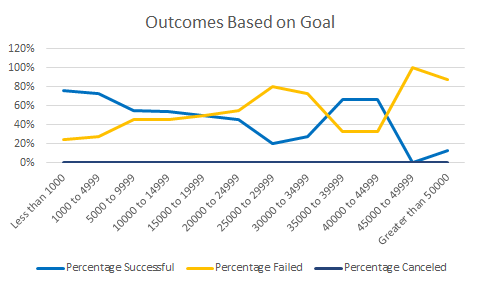 Outcomes Based on Goal
120%
100%
80%
60%
40%
20%
0%
Less than 1000
1000 to 4999
5000 to 9999
10000 to 14999
15000 to 19999
20000 to 24999
25000 to 29999
30000 to 34999
35000 to 39999
40000 to 44999
45000 to 49999
Greater than 50000
Percentage Successful
Percentage Failed
Percentage Canceled